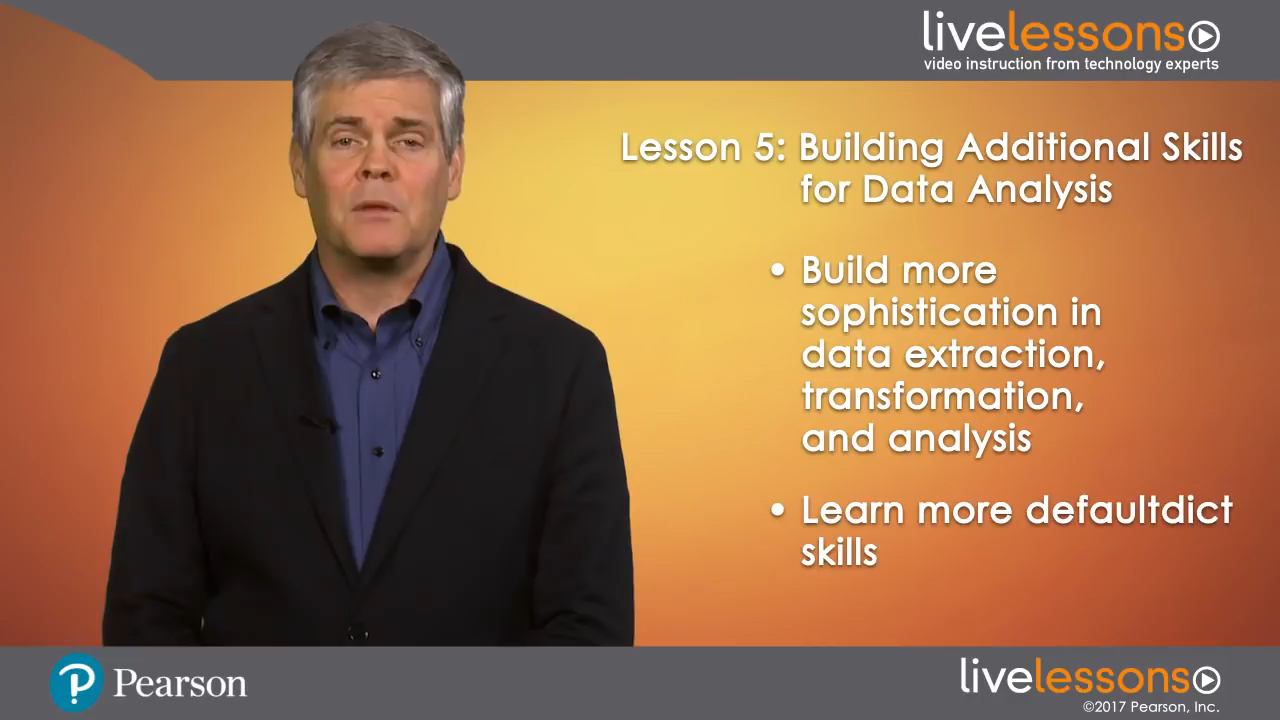 livelessons
video instruction from technology experts
Lesson 5: Building Additional Skills
for Data Analysis
• Build more
sophistication in
data extraction,
transformation,
and analysis
• Learn more defaultdict
skills
Pearson
livelessons
©2017 Pearson, Inc.